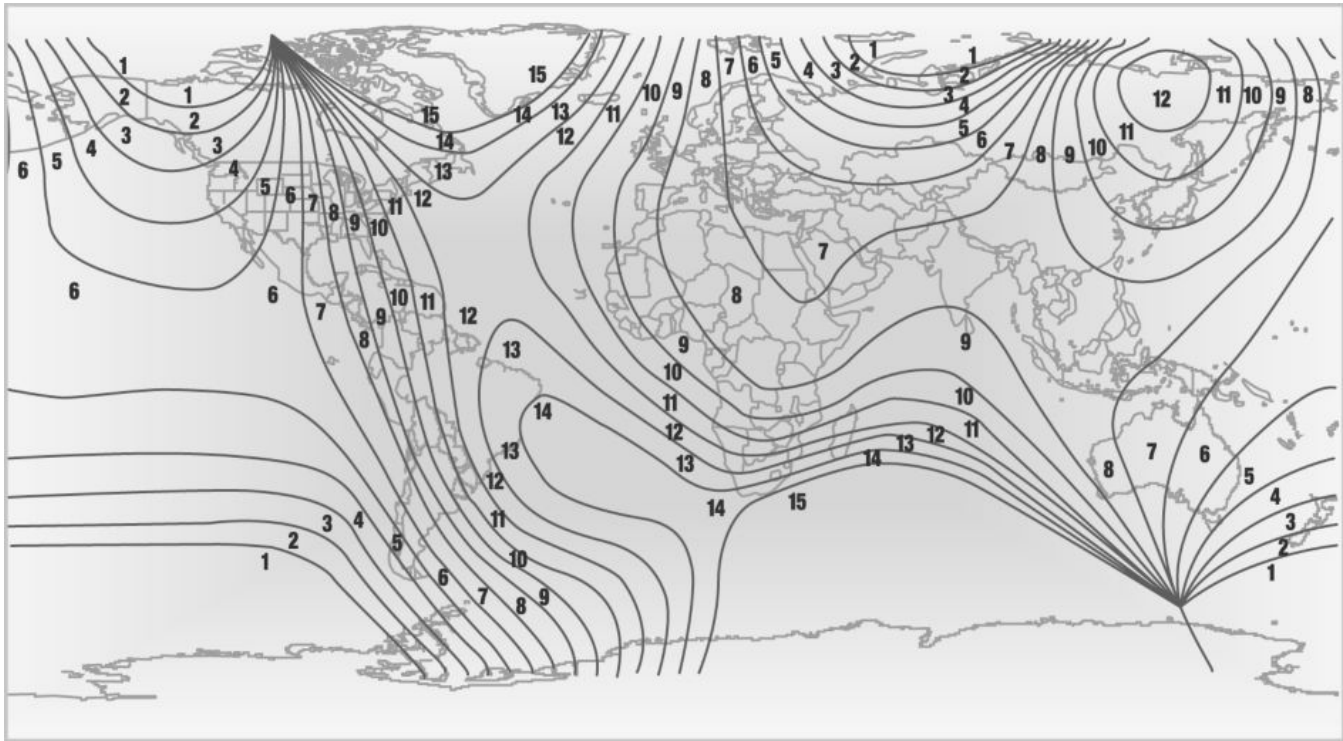 1 5 2 1
1 6 7 4 3 2
15 8 9 10 12 11 10 9 8
2 1 3
15 14 13 11 4
2 5
3 14 12 6 11
4 3 13 7 8 9 10
6 5 4
5 6 7 12 11
8 9 10
7
6 6 10 11 8
7 9 12
8 13 9 9
10
14 11 10
12 12 11
13 13 14 13 7 6
12 8 5
14 15 4
3 4 11 3
2 5 2
1 10 1
6
7 8 9